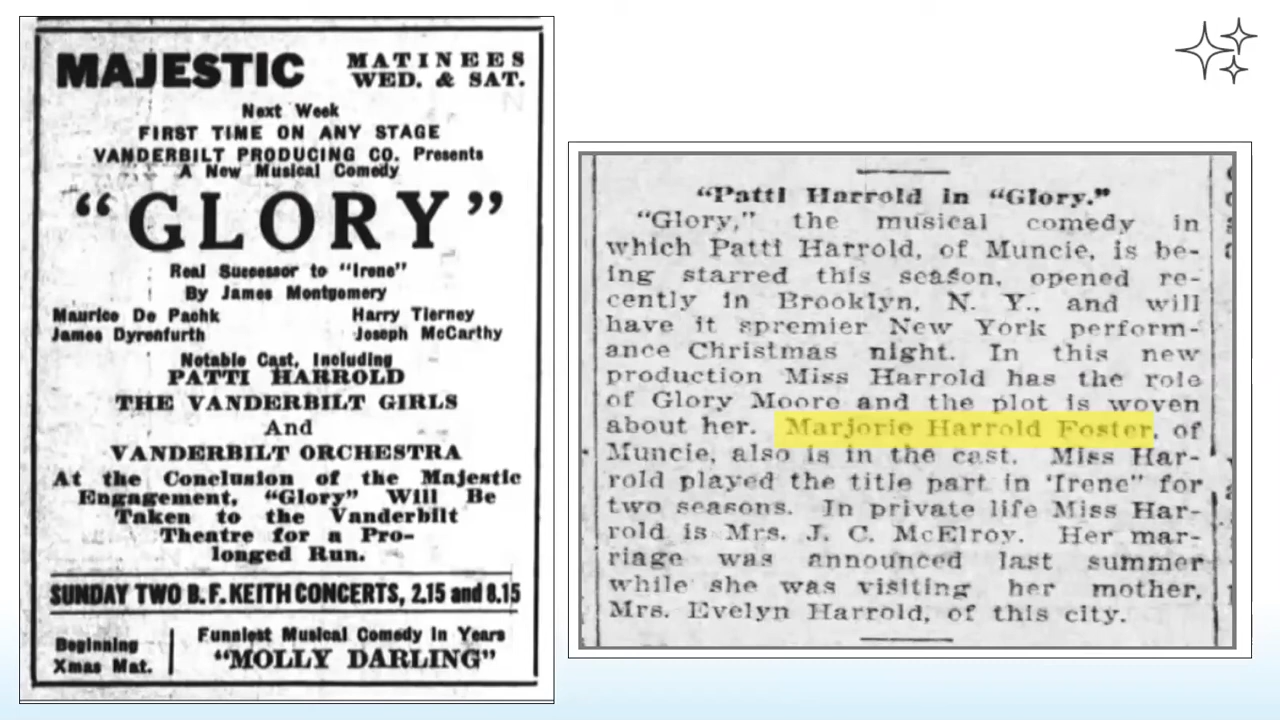 MAJESTIC
MATINEES
WED. & SAT.
Next Week
FIRST TIME ON ANY STAGE
VANDERBILT PRODUCING CO. Presents
A New Musical Comedy
“GLORY”
Real Successor to “Irene”
By James Montgomery
Maurice De Packh
Harry Tierney
James Dyrenfurth
Joseph McCarthy
Notable Cast, Including
PATTI HARROLD
THE VANDERBILT GIRLS
And
VANDERBILT ORCHESTRA
At the Conclusion of the Majestic
Engagement, “Glory” Will Be
Taken to the Vanderbilt
Theatre for a Pro-
longed Run.
SUNDAY TWO B. F. KEITH CONCERTS, 2.15 and 8.15
Beginning
Xmas Mat.
Funniest Musical Comedy in Years
“MOLLY DARLING”
“Patti Harrold in “Glory.”
“Glory,” the musical comedy in
which Patti Harrold, of Muncie, is be-
ing starred this season, opened re-
cently in Brooklyn, N. Y., and will
have it spremier New York perform-
ance Christmas night. In this new
production Miss Harrold has the role
of Glory Moore and the plot is woven
about her. Marjorie Harrold Foster, of
Muncie, also is in the cast. Miss Har-
rold played the title part in ‘Irene” for
two seasons. In private life Miss Har-
rold is Mrs. J. C. McElroy. Her mar-
riage was announced last summer
while she was visiting her mother,
Mrs. Evelyn Harrold, of this city.